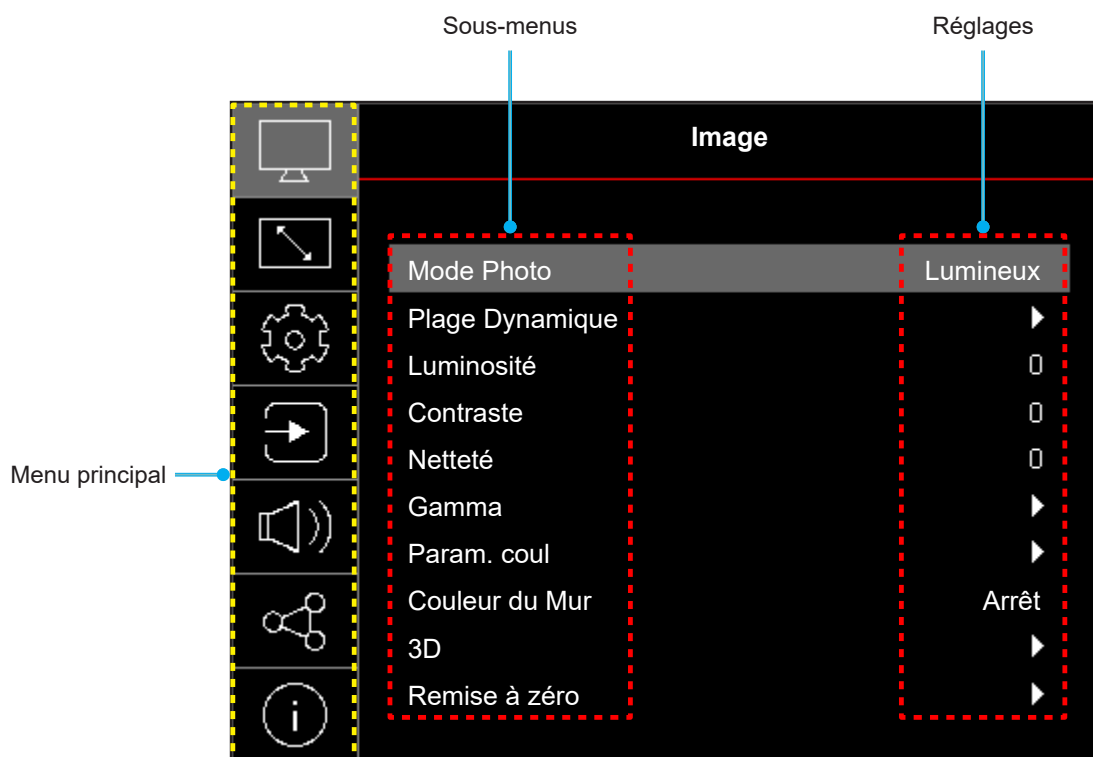 Sous-menus
Réglages
Image
Mode Photo Lumineux
Plage Dynamique
Luminosité 0
Contraste 0
Netteté 0
Menu principal
Gamma
Param. coul
Couleur du Mur Arrêt
3D
Remise à zéro
i